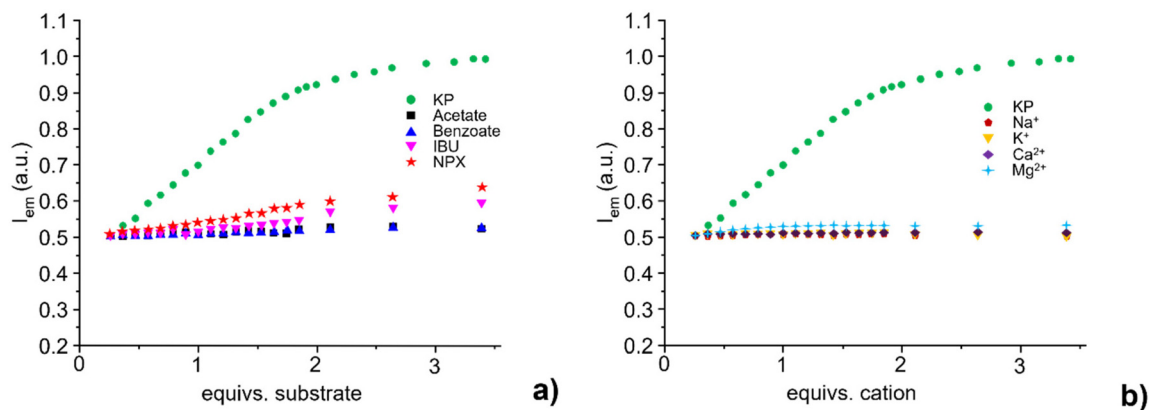 1.1
1.0
0.9
0.8
0.7
0.6
0.5
0.4
0.3
0.2
I_em (a.u.)
KP
Acetate
Benzoate
IBU
NPX
0 1 2 3
equivs. substrate
a)
1.1
1.0
0.9
0.8
0.7
0.6
0.5
0.4
0.3
0.2
I_em (a.u.)
KP
Na⁺
K⁺
Ca²⁺
Mg²⁺
0 1 2 3
equivs. cation
b)